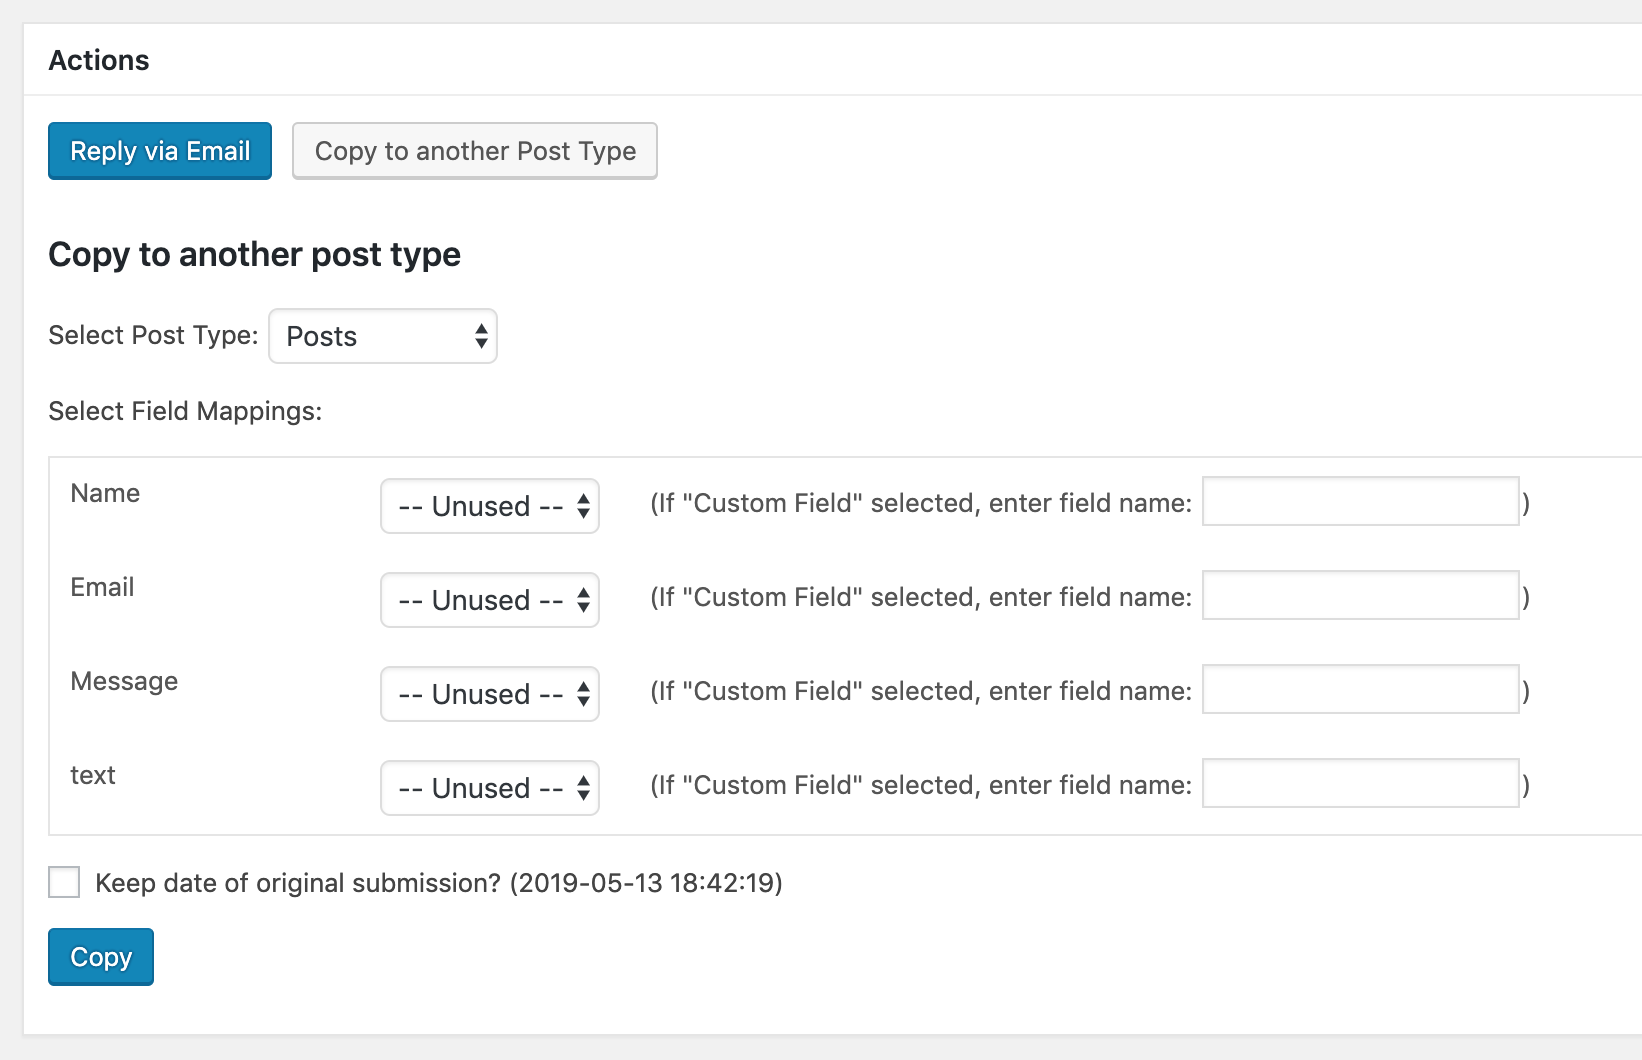 Actions
Reply via Email Copy to another Post Type
Copy to another post type
Select Post Type: Posts
Select Field Mappings:
Name -- Unused -- (If "Custom Field" selected, enter field name: )
Email -- Unused -- (If "Custom Field" selected, enter field name: )
Message -- Unused -- (If "Custom Field" selected, enter field name: )
text -- Unused -- (If "Custom Field" selected, enter field name: )
Keep date of original submission? (2019-05-13 18:42:19)
Copy